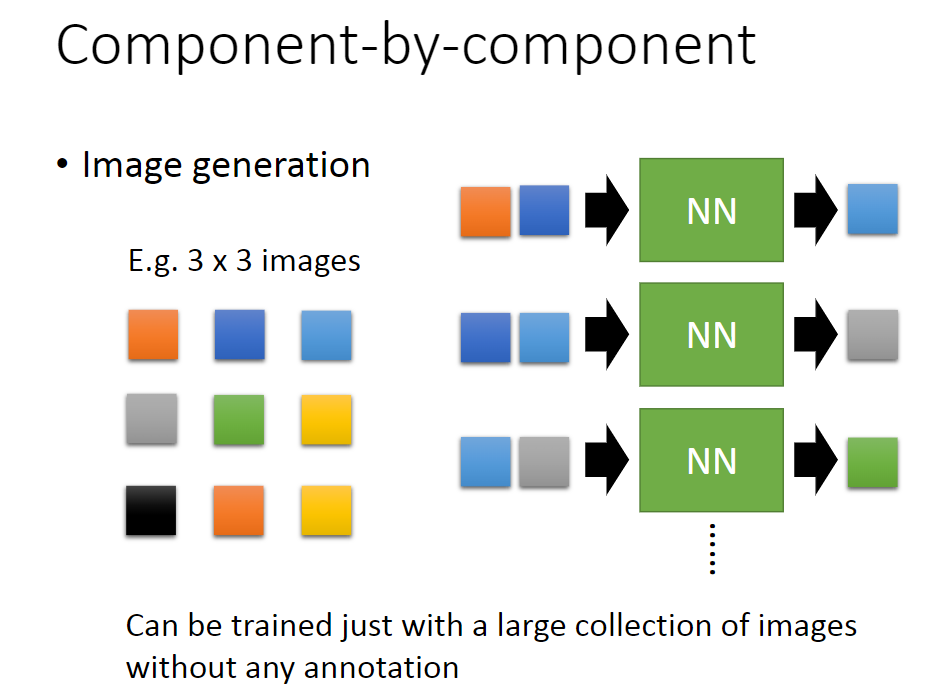 Component-by-component
• Image generation
E.g. 3 x 3 images
NN
NN
NN
......
Can be trained just with a large collection of images
without any annotation